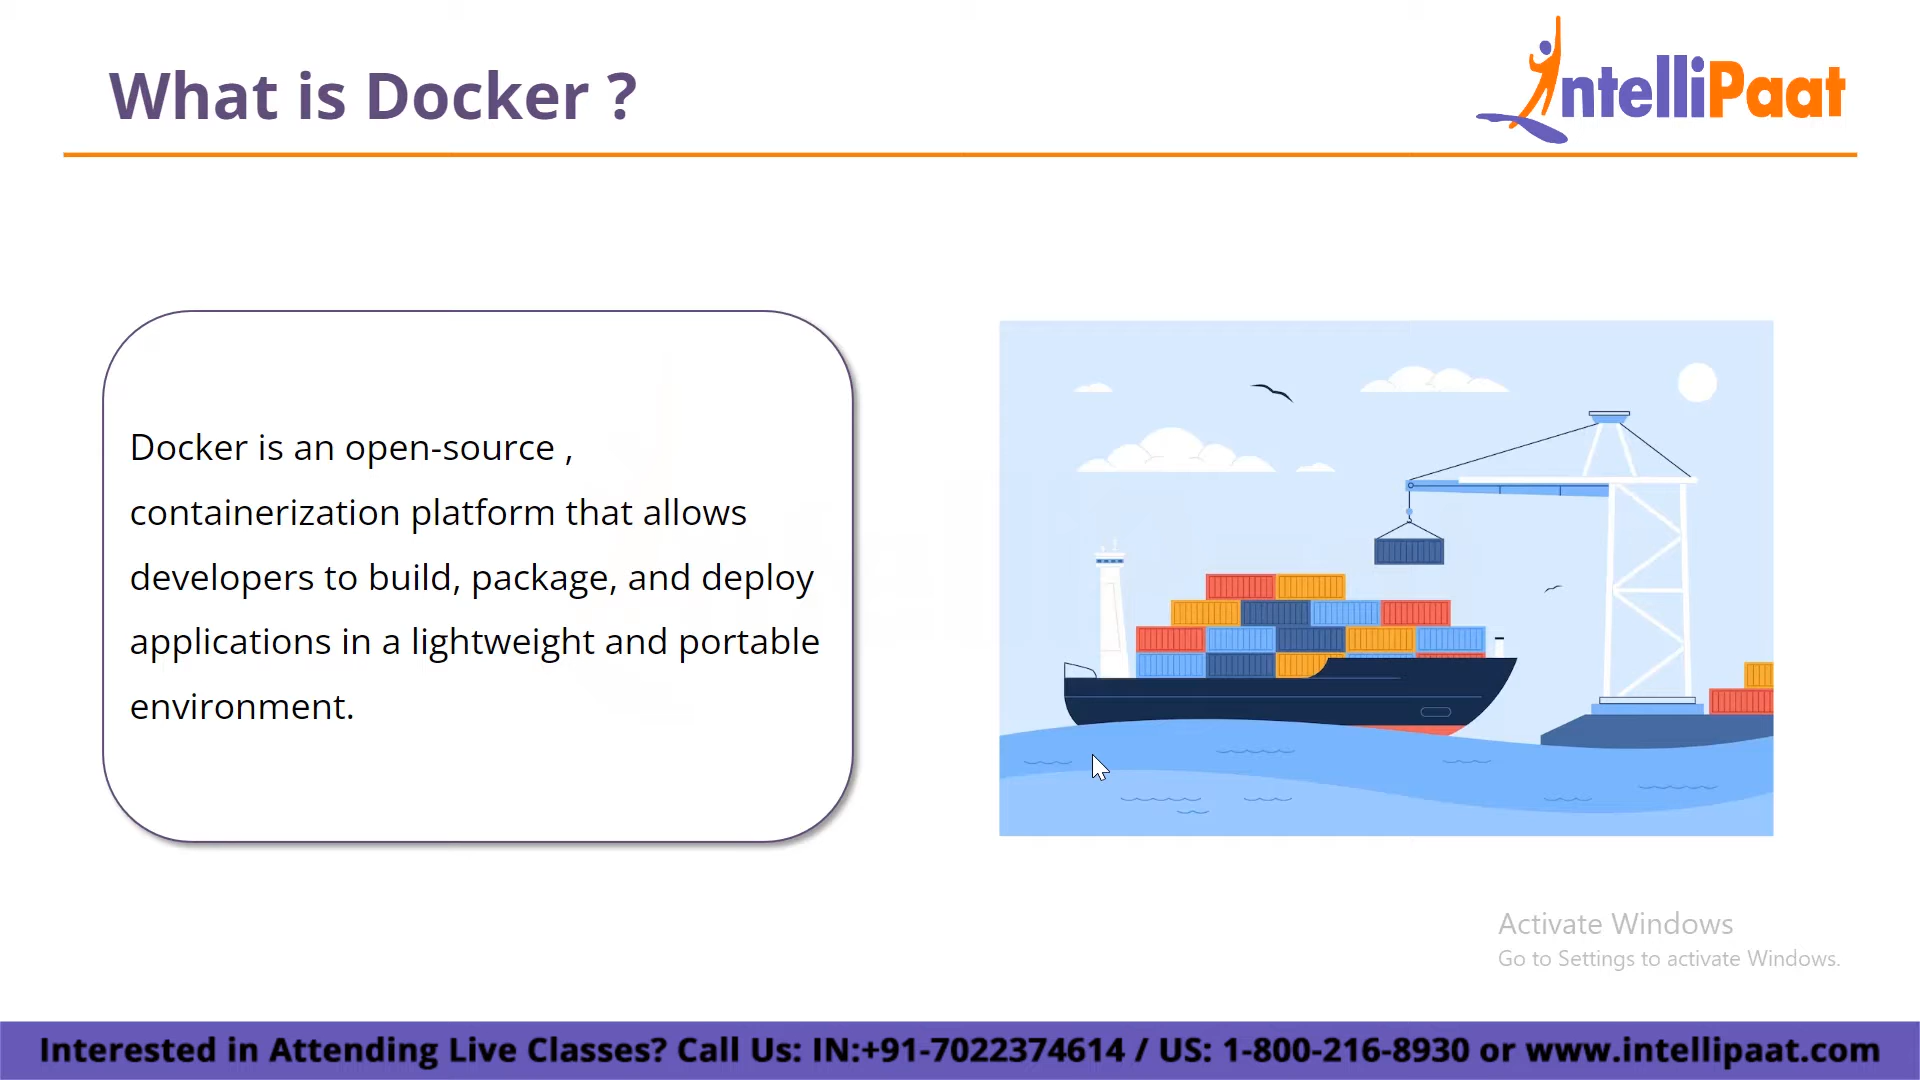 What is Docker ?
IntelliPaat
Docker is an open-source ,
containerization platform that allows
developers to build, package, and deploy
applications in a lightweight and portable
environment.
Activate Windows
Go to Settings to activate Windows.
Interested in Attending Live Classes? Call Us: IN:+91-7022374614 / US: 1-800-216-8930 or www.intellipaat.com